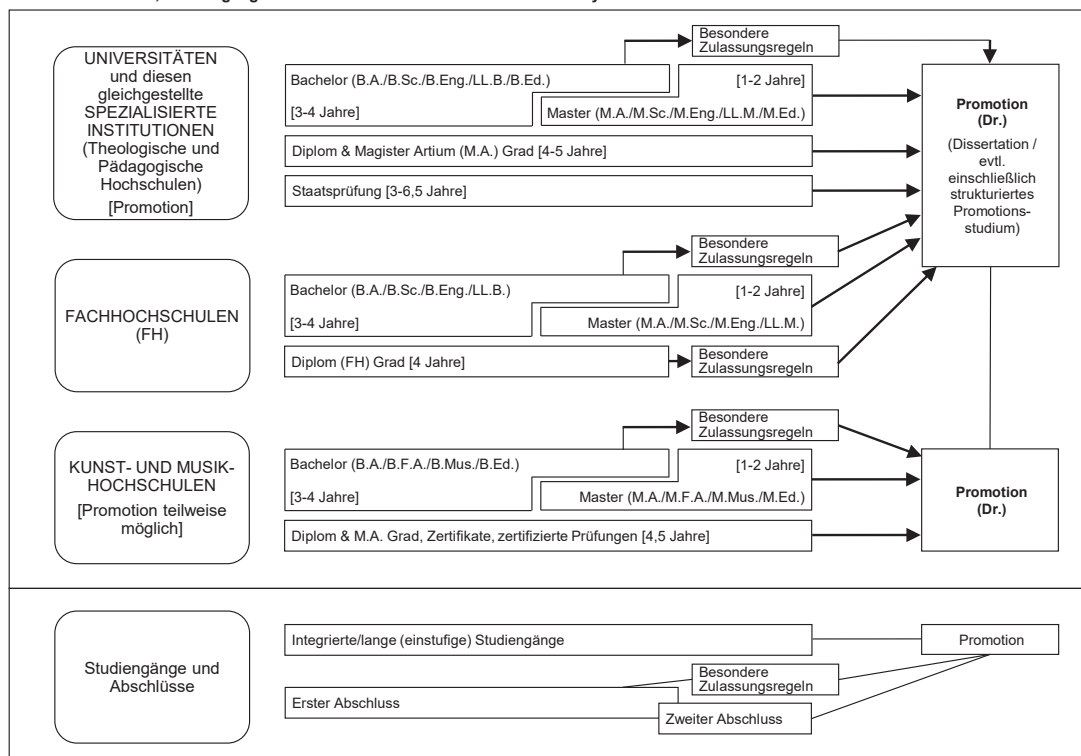 UNIVERSITÄTEN
und diesen
gleichgestellte
SPEZIALISIERTE
INSTITUTIONEN
(Theologische und
Pädagogische
Hochschulen)
[Promotion]
Besondere
Zulassungsregeln
Bachelor (B.A./B.Sc./B.Eng./LL.B./B.Ed.)
[3-4 Jahre]
[1-2 Jahre]
Master (M.A./M.Sc./M.Eng./LL.M./M.Ed.)
Diplom & Magister Artium (M.A.) Grad [4-5 Jahre]
Staatsprüfung [3-6,5 Jahre]
Promotion
(Dr.)
(Dissertation /
evtl.
einschließlich
strukturiertes
Promotions-
studium)
FACHHOCHSCHULEN
(FH)
Besondere
Zulassungsregeln
Bachelor (B.A./B.Sc./B.Eng./LL.B.)
[3-4 Jahre]
[1-2 Jahre]
Master (M.A./M.Sc./M.Eng./LL.M.)
Diplom (FH) Grad [4 Jahre]
Besondere
Zulassungsregeln
KUNST- UND MUSIK-
HOCHSCHULEN
[Promotion teilweise
möglich]
Besondere
Zulassungsregeln
Bachelor (B.A./B.F.A./B.Mus./B.Ed.)
[3-4 Jahre]
[1-2 Jahre]
Master (M.A./M.F.A./M.Mus./M.Ed.)
Diplom & M.A. Grad, Zertifikate, zertifizierte Prüfungen [4,5 Jahre]
Promotion
(Dr.)
Studiengänge und
Abschlüsse
Integrierte/lange (einstufige) Studiengänge
Promotion
Besondere
Zulassungsregeln
Erster Abschluss
Zweiter Abschluss